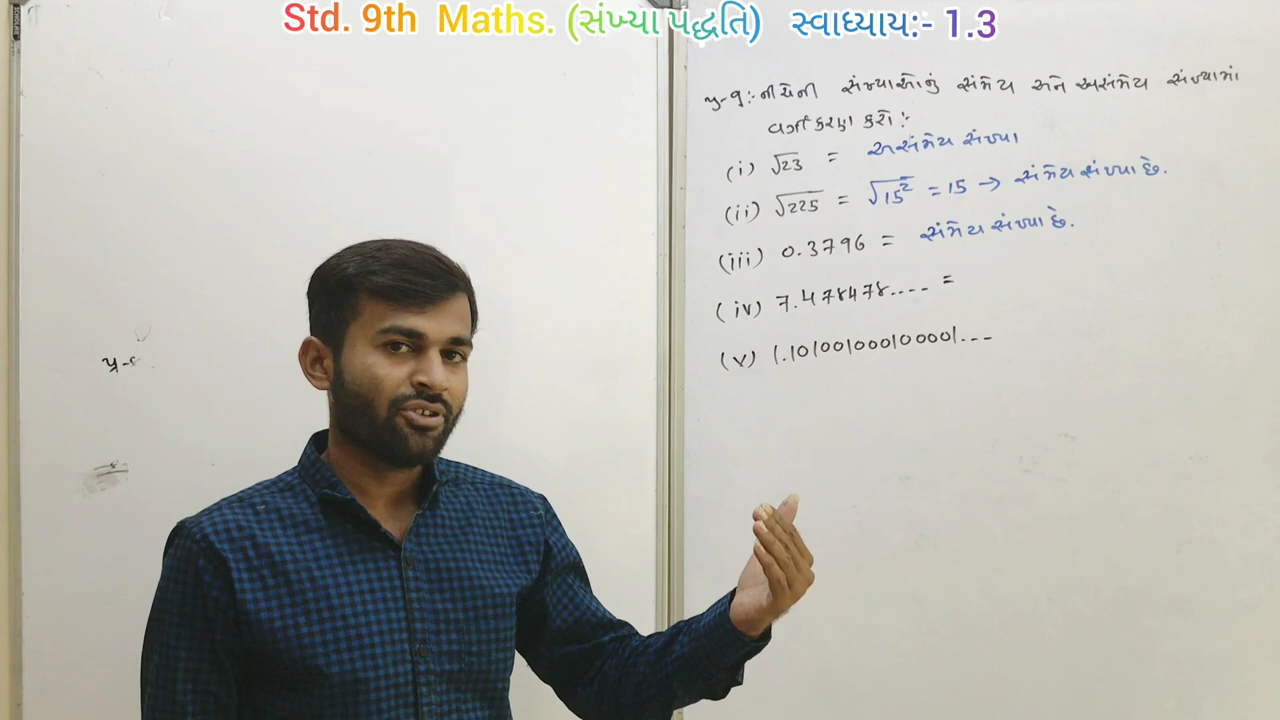 Std. 9th Maths. (સંખ્યા પદ્ધતિ) સ્વાધ્યાય:- 1.3
પ્ર-૧:- નીચેની સંખ્યાઓનું સંમેય અને અસંમેય સંખ્યામાં
વર્ગીકરણ કરો:-
(i) √23 = અસંમેય સંખ્યા
(ii) √225 = √15² = 15 → સંમેય સંખ્યા છે.
(iii) 0.3796 = સંમેય સંખ્યા છે.
(iv) 7.478478.... =
(v) 1.101001000100001...